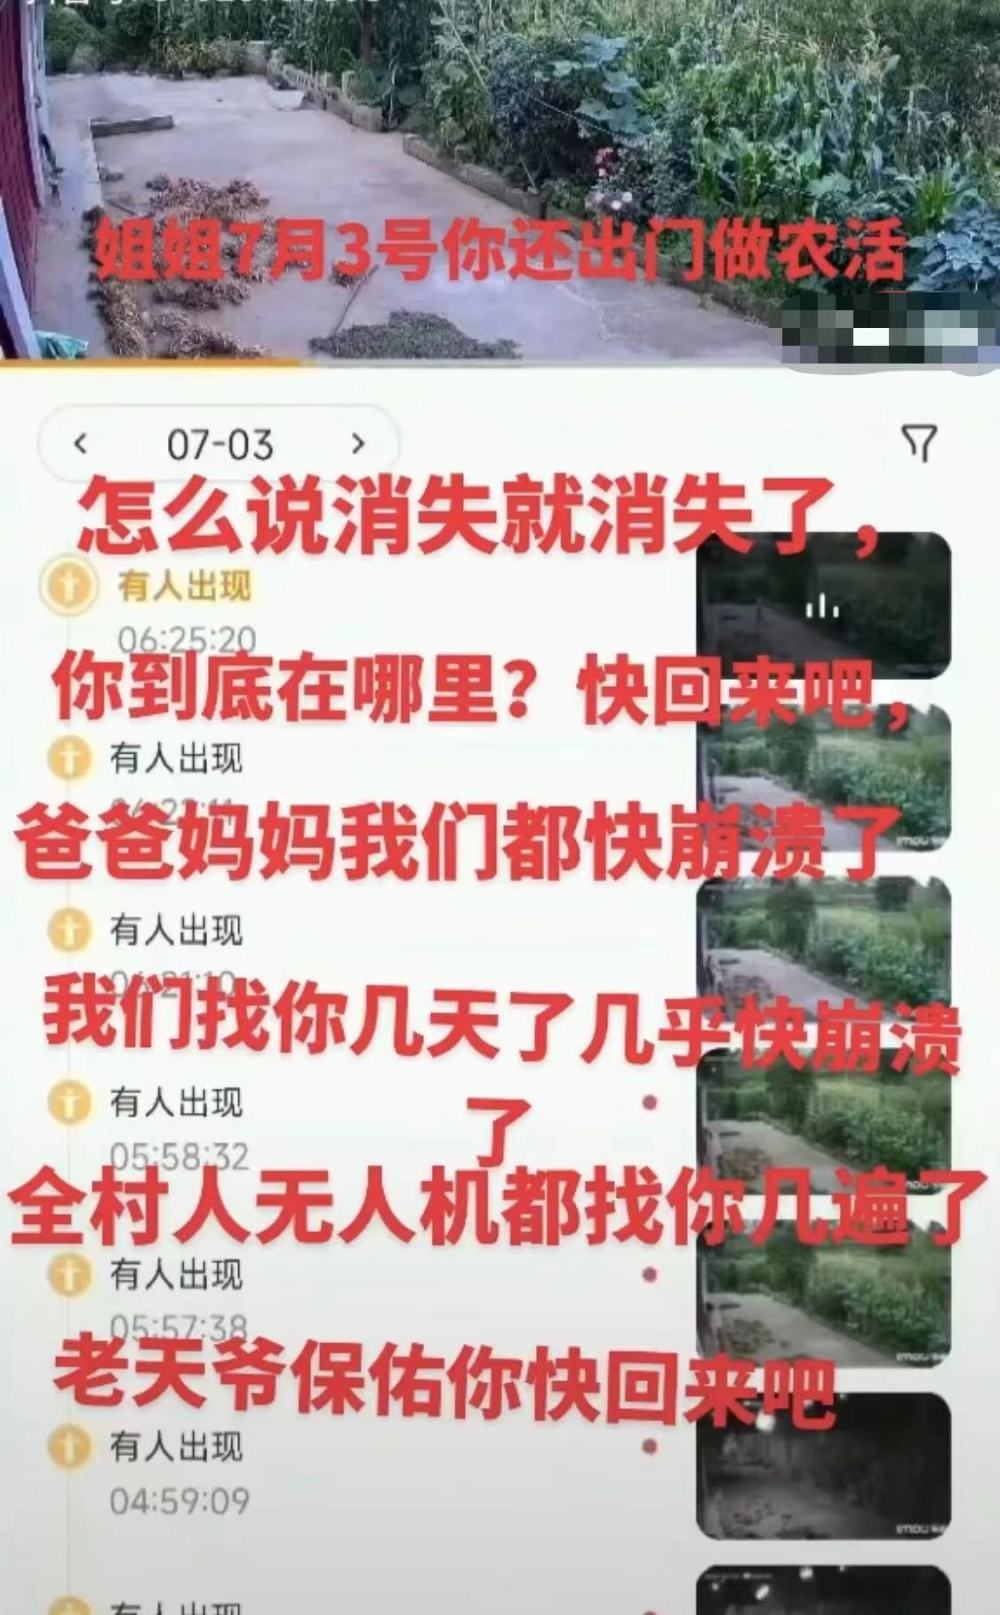 姐姐7月3号你还出门做农活
07-03
怎么说消失就消失了，
有人出现
06:25:20
你到底在哪里？快回来吧，
有人出现
imou
爸爸妈妈我们都快崩溃了
有人出现
06:21:10
我们找你几天了几乎快崩溃
了
有人出现
05:58:32
全村人无人机都找你几遍了
有人出现
05:57:38
imou
老天爷保佑你快回来吧
有人出现
04:59:09
imou
有人出现